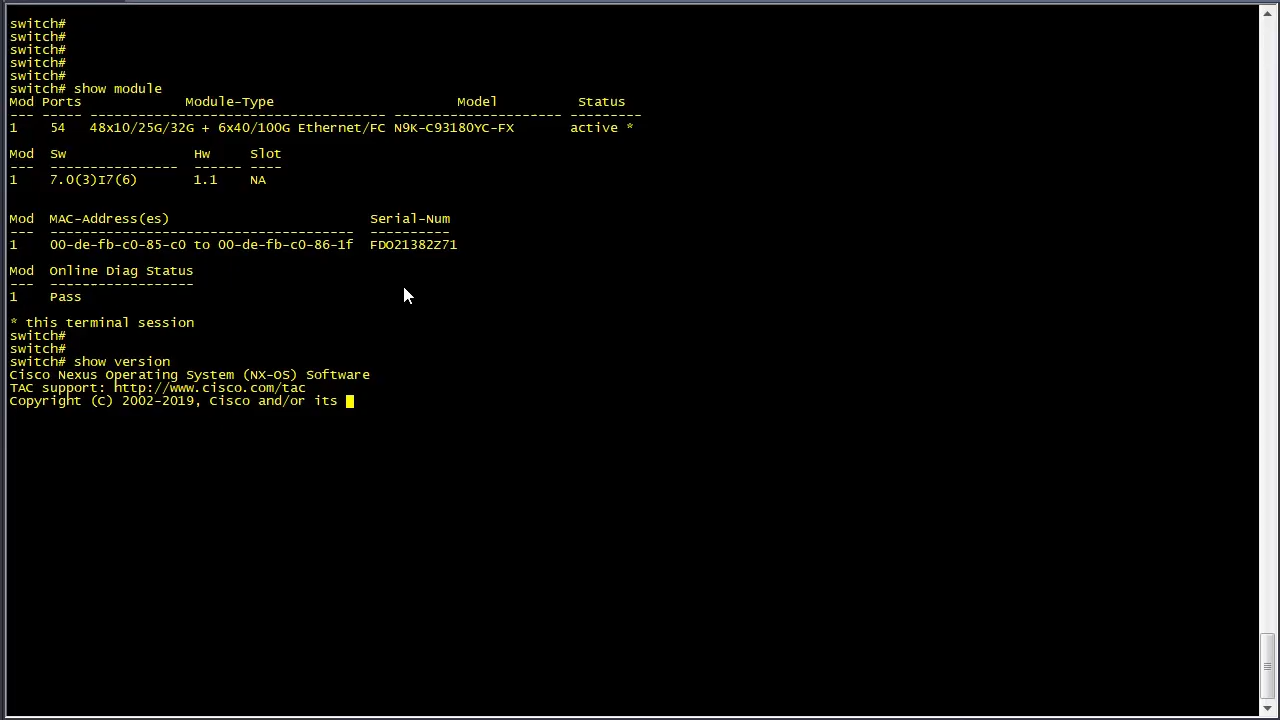 switch#
switch#
switch#
switch#
switch#
switch# show module
Mod Ports             Module-Type                       Model          Status
--- ----- ------------------------------------- --------------------- ---------
1    54   48x10/25G/32G + 6x40/100G Ethernet/FC N9K-C93180YC-FX       active *
Mod  Sw                Hw     Slot
---  ----------------  ------ ----
1    7.0(3)I7(6)       1.1    NA
Mod  MAC-Address(es)                         Serial-Num
---  --------------------------------------  ----------
1    00-de-fb-c0-85-c0 to 00-de-fb-c0-86-1f  FDO21382Z71
Mod  Online Diag Status
---  ------------------
1    Pass
* this terminal session
switch#
switch#
switch# show version
Cisco Nexus Operating System (NX-OS) Software
TAC support: http://www.cisco.com/tac
Copyright (C) 2002-2019, Cisco and/or its